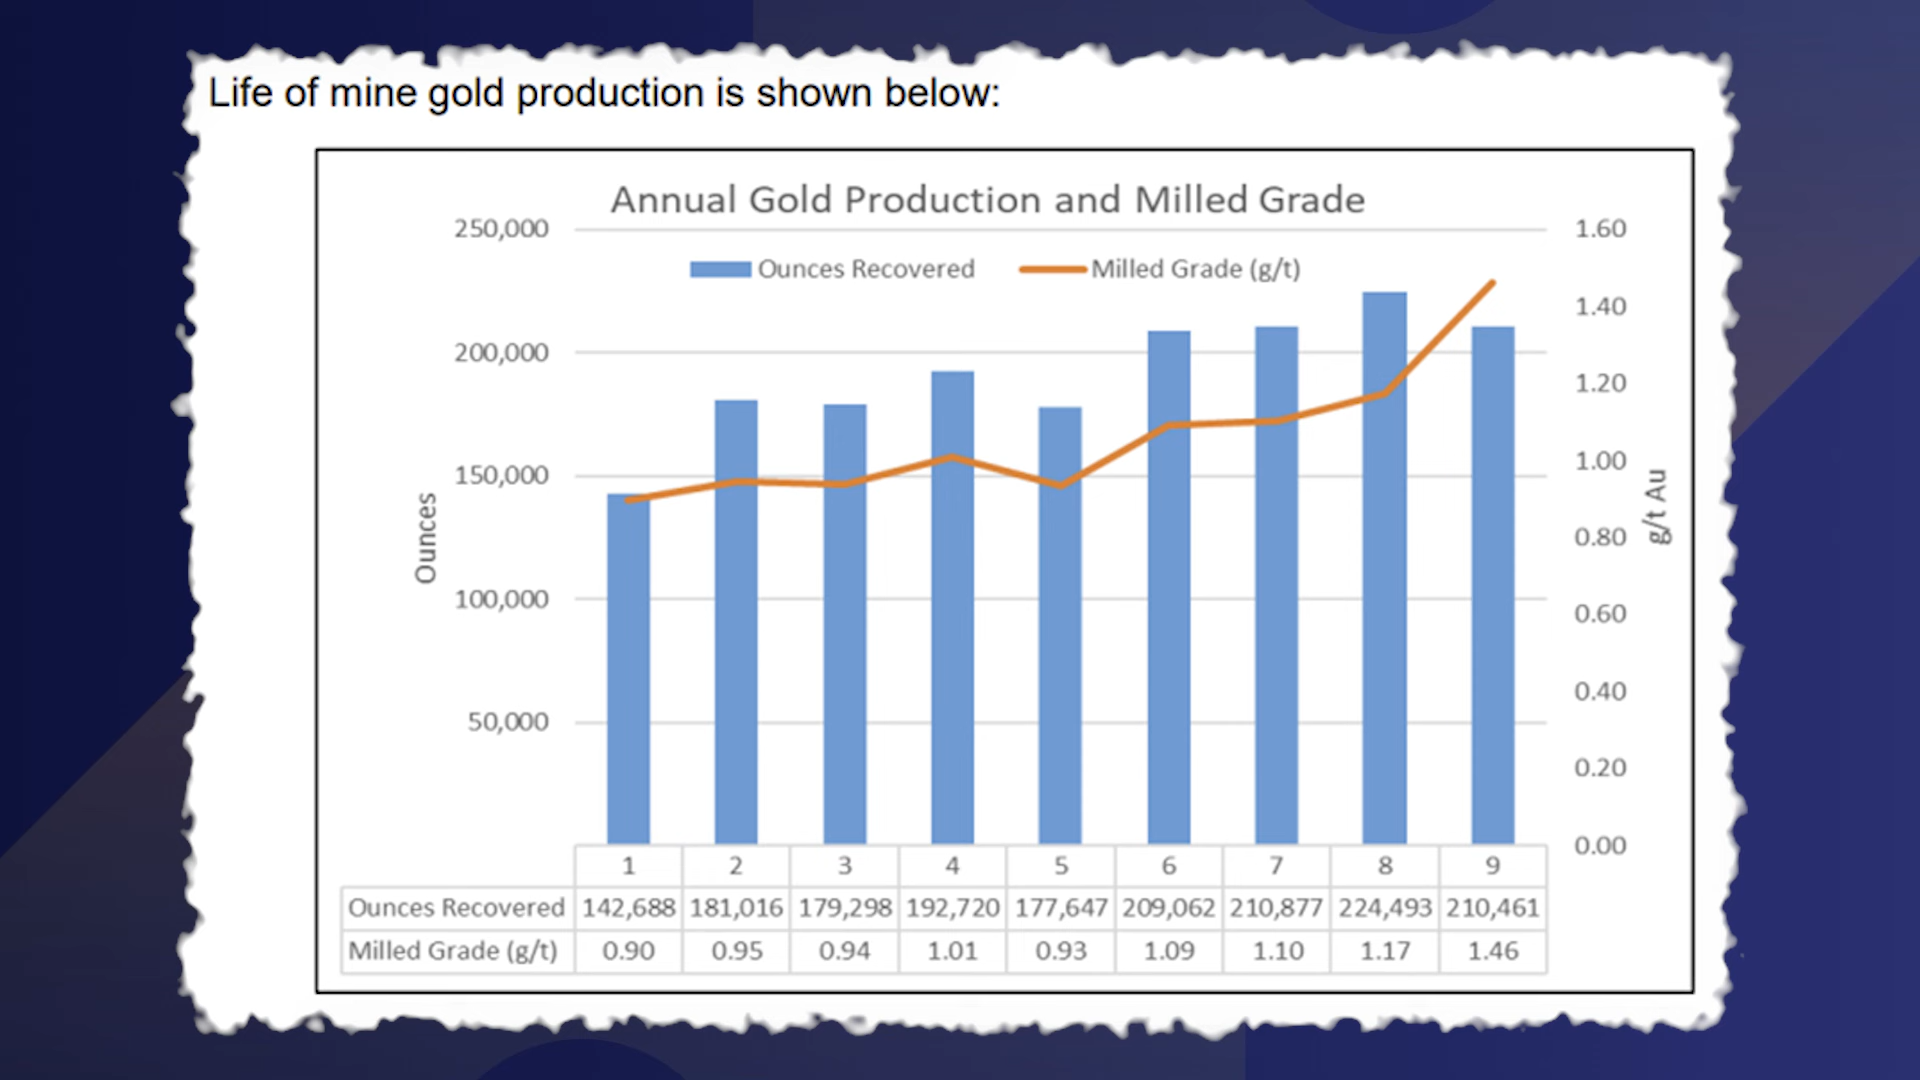 Life of mine gold production is shown below:
Annual Gold Production and Milled Grade
Ounces Recovered Milled Grade (g/t)
250,000
200,000
150,000
100,000
50,000
Ounces
1.60
1.40
1.20
1.00
0.80
0.60
0.40
0.20
0.00
g/t Au
1 2 3 4 5 6 7 8 9
Ounces Recovered 142,688 181,016 179,298 192,720 177,647 209,062 210,877 224,493 210,461
Milled Grade (g/t) 0.90 0.95 0.94 1.01 0.93 1.09 1.10 1.17 1.46